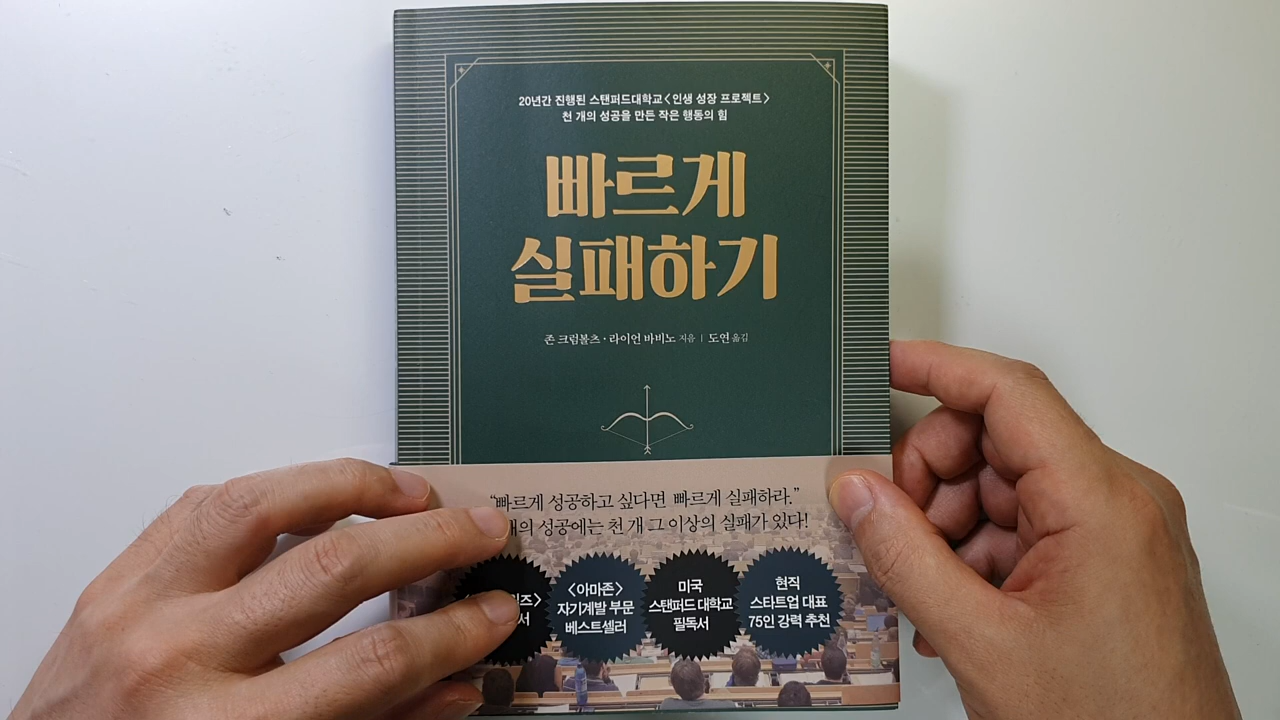 20년간 진행된 스탠퍼드대학교<인생 성장 프로젝트>
천 개의 성공을 만든 작은 행동의 힘
빠르게
실패하기
존 크럼볼츠 · 라이언 바비노 지음 | 도연 옮김
“빠르게 성공하고 싶다면 빠르게 실패하라.”
성공에는 천 개 그 이상의 실패가 있다!
<아마존>
자기계발 부문
베스트셀러
미국
스탠퍼드 대학교
필독서
현직
스타트업 대표
75인 강력 추천